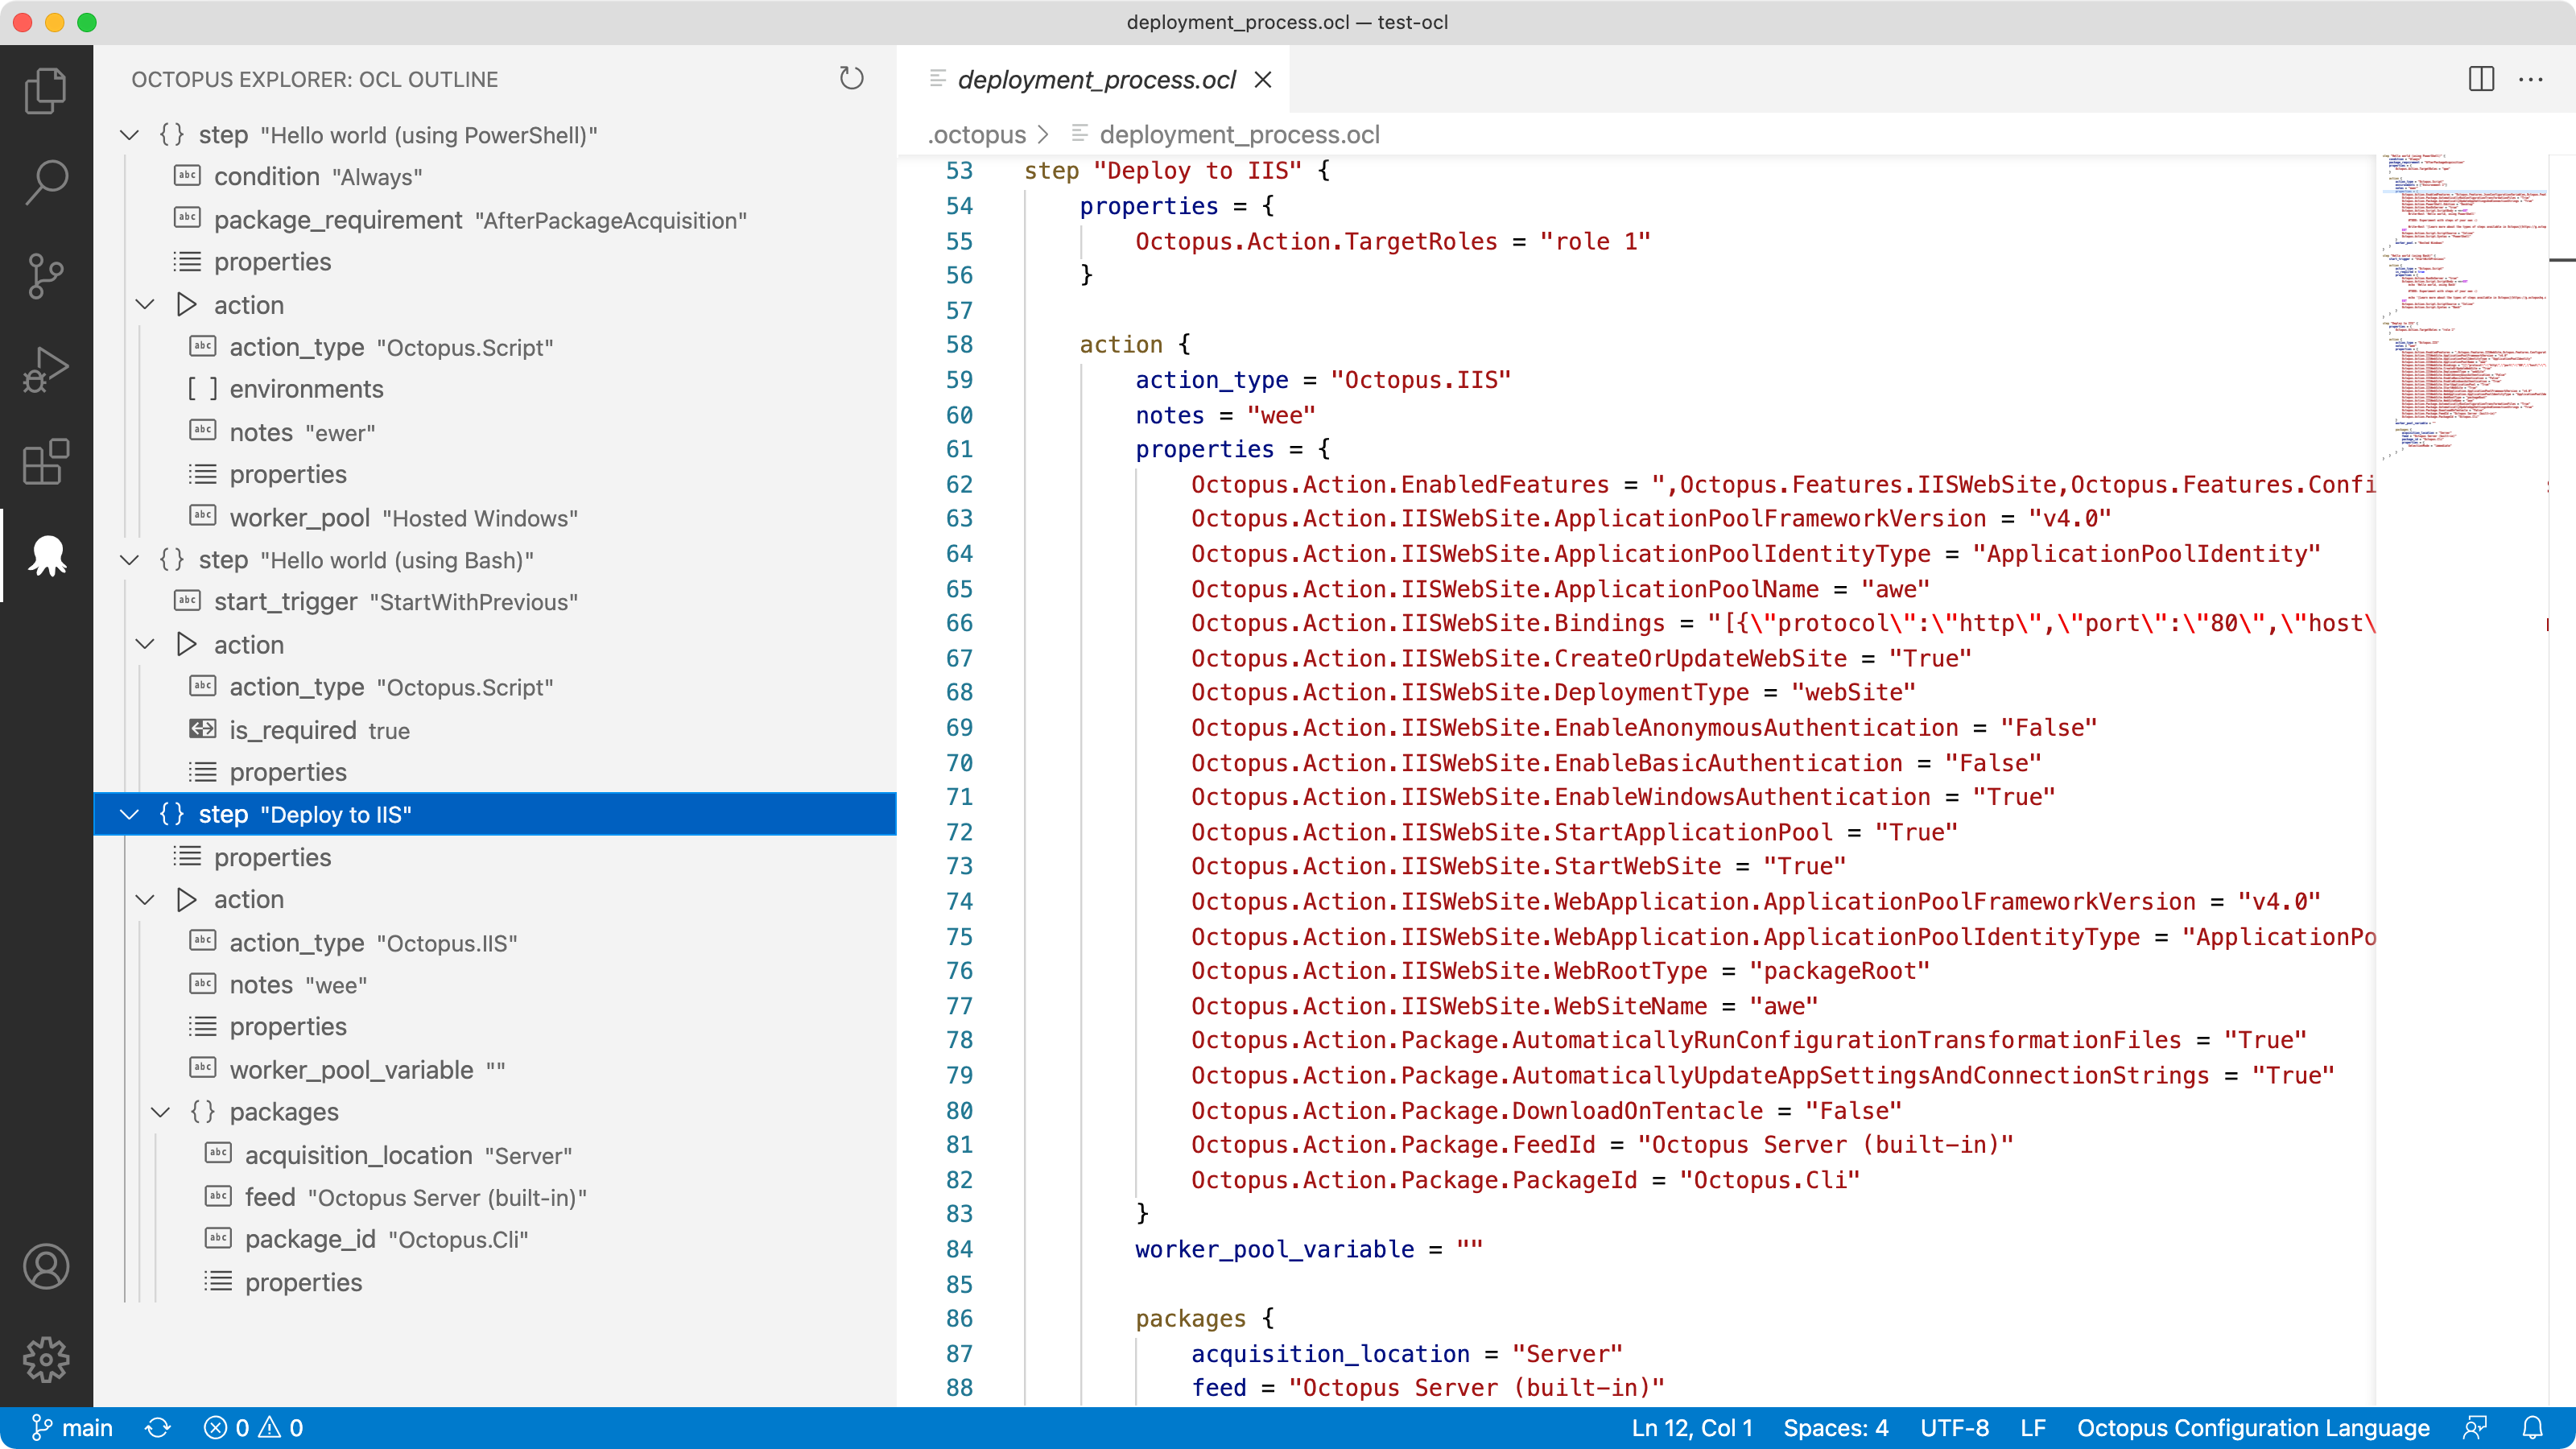 deployment_process.ocl — test-ocl
OCTOPUS EXPLORER: OCL OUTLINE
step "Hello world (using PowerShell)"
condition "Always"
package_requirement "AfterPackageAcquisition"
properties
action
action_type "Octopus.Script"
[ ] environments
notes "ewer"
properties
worker_pool "Hosted Windows"
step "Hello world (using Bash)"
start_trigger "StartWithPrevious"
action
action_type "Octopus.Script"
is_required true
properties
step "Deploy to IIS"
properties
action
action_type "Octopus.IIS"
notes "wee"
properties
worker_pool_variable ""
packages
acquisition_location "Server"
feed "Octopus Server (built-in)"
package_id "Octopus.Cli"
properties
deployment_process.ocl
.octopus > deployment_process.ocl
53 step "Deploy to IIS" {
54 properties = {
55 Octopus.Action.TargetRoles = "role 1"
56 }
57
58 action {
59 action_type = "Octopus.IIS"
60 notes = "wee"
61 properties = {
62 Octopus.Action.EnabledFeatures = ",Octopus.Features.IISWebSite,Octopus.Features.Confi
63 Octopus.Action.IISWebSite.ApplicationPoolFrameworkVersion = "v4.0"
64 Octopus.Action.IISWebSite.ApplicationPoolIdentityType = "ApplicationPoolIdentity"
65 Octopus.Action.IISWebSite.ApplicationPoolName = "awe"
66 Octopus.Action.IISWebSite.Bindings = "[{\"protocol\":\"http\",\"port\":\"80\",\"host\
67 Octopus.Action.IISWebSite.CreateOrUpdateWebSite = "True"
68 Octopus.Action.IISWebSite.DeploymentType = "webSite"
69 Octopus.Action.IISWebSite.EnableAnonymousAuthentication = "False"
70 Octopus.Action.IISWebSite.EnableBasicAuthentication = "False"
71 Octopus.Action.IISWebSite.EnableWindowsAuthentication = "True"
72 Octopus.Action.IISWebSite.StartApplicationPool = "True"
73 Octopus.Action.IISWebSite.StartWebSite = "True"
74 Octopus.Action.IISWebSite.WebApplication.ApplicationPoolFrameworkVersion = "v4.0"
75 Octopus.Action.IISWebSite.WebApplication.ApplicationPoolIdentityType = "ApplicationPo
76 Octopus.Action.IISWebSite.WebRootType = "packageRoot"
77 Octopus.Action.IISWebSite.WebSiteName = "awe"
78 Octopus.Action.Package.AutomaticallyRunConfigurationTransformationFiles = "True"
79 Octopus.Action.Package.AutomaticallyUpdateAppSettingsAndConnectionStrings = "True"
80 Octopus.Action.Package.DownloadOnTentacle = "False"
81 Octopus.Action.Package.FeedId = "Octopus Server (built-in)"
82 Octopus.Action.Package.PackageId = "Octopus.Cli"
83 }
84 worker_pool_variable = ""
85
86 packages {
87 acquisition_location = "Server"
88 feed = "Octopus Server (built-in)"
main 0 0 Ln 12, Col 1 Spaces: 4 UTF-8 LF Octopus Configuration Language